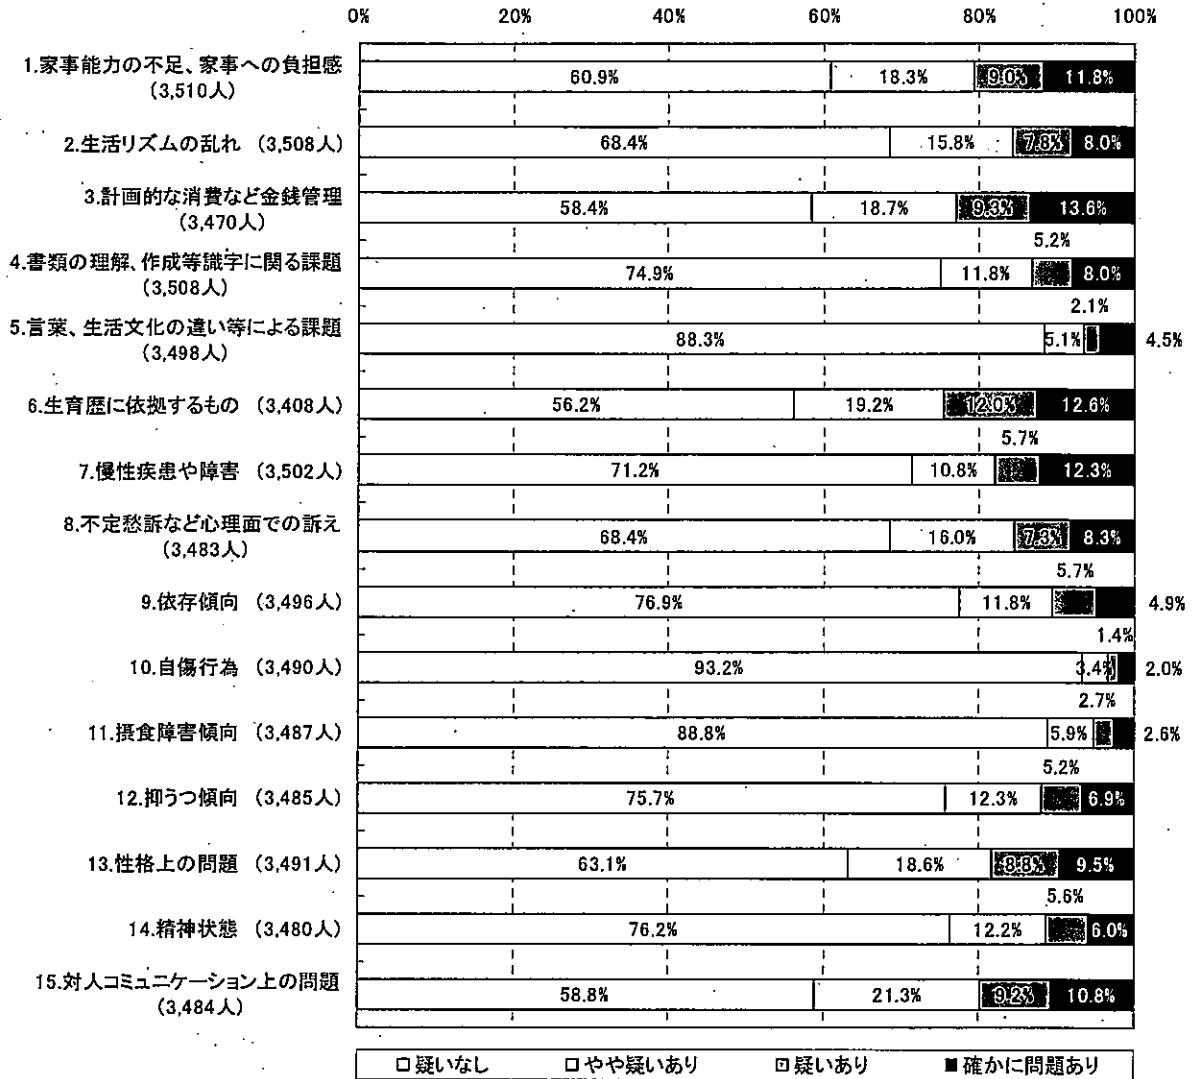 0% 20% 40% 60% 80% 100%
1.家事能力の不足、家事への負担感
(3,510人)
60.9% 18.3% 9.0% 11.8%
2.生活リズムの乱れ (3,508人)
68.4% 15.8% 7.8% 8.0%
3.計画的な消費など金銭管理
(3,470人)
58.4% 18.7% 9.3% 13.6%
5.2%
4.書類の理解、作成等識字に関る課題
(3,508人)
74.9% 11.8% 8.0%
2.1%
5.言葉、生活文化の違い等による課題
(3,498人)
88.3% 5.1% 4.5%
6.生育歴に依拠するもの (3,408人)
56.2% 19.2% 12.0% 12.6%
5.7%
7.慢性疾患や障害 (3,502人)
71.2% 10.8% 12.3%
8.不定愁訴など心理面での訴え
(3,483人)
68.4% 16.0% 7.3% 8.3%
5.7%
9.依存傾向 (3,496人)
76.9% 11.8% 4.9%
1.4%
10.自傷行為 (3,490人)
93.2% 3.4% 2.0%
2.7%
11.摂食障害傾向 (3,487人)
88.8% 5.9% 2.6%
5.2%
12.抑うつ傾向 (3,485人)
75.7% 12.3% 6.9%
13.性格上の問題 (3,491人)
63.1% 18.6% 8.8% 9.5%
5.6%
14.精神状態 (3,480人)
76.2% 12.2% 6.0%
15.対人コミュニケーション上の問題
(3,484人)
58.8% 21.3% 9.2% 10.8%
疑いなし やや疑いあり 疑いあり 確かに問題あり